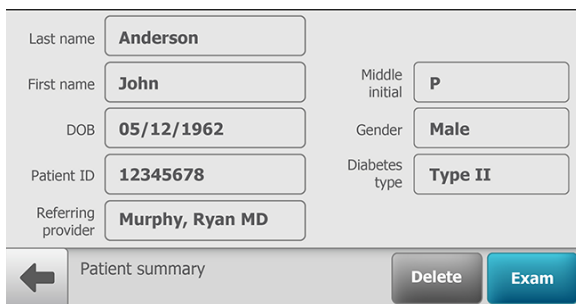 Last name Anderson
First name John Middle initial P
DOB 05/12/1962 Gender Male
Patient ID 12345678 Diabetes type Type II
Referring provider Murphy, Ryan MD
Patient summary Delete Exam